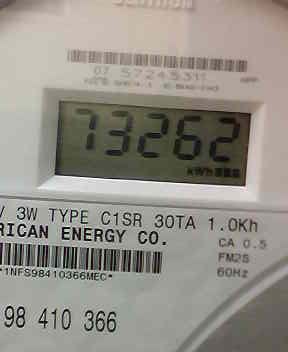 07 57245311
73262
kWh
V 3W TYPE C1SR 30TA 1.0Kh
RICAN ENERGY CO.
CA 0.5
FM2S
60Hz
*1NFS98410366MEC*
98 410 366